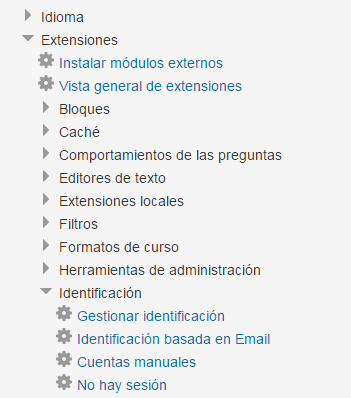 Idioma
Extensiones
Instalar módulos externos
Vista general de extensiones
Bloques
Caché
Comportamientos de las preguntas
Editores de texto
Extensiones locales
Filtros
Formatos de curso
Herramientas de administración
Identificación
Gestionar identificación
Identificación basada en Email
Cuentas manuales
No hay sesión